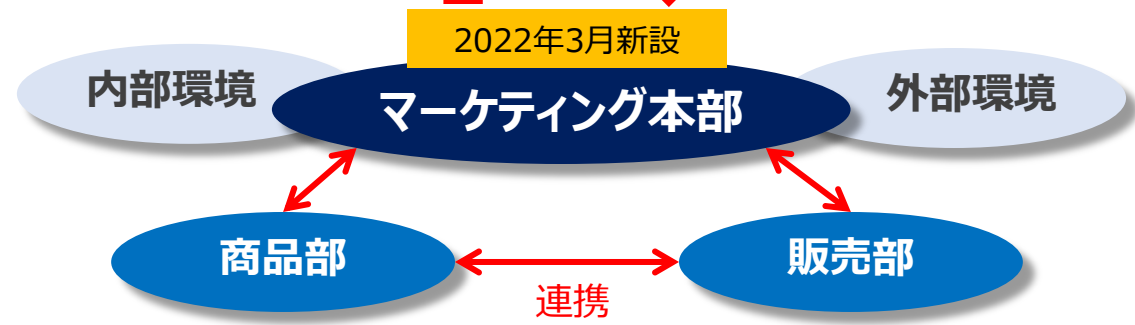 2022年3月新設
内部環境
マーケティング本部
外部環境
商品部
販売部
連携